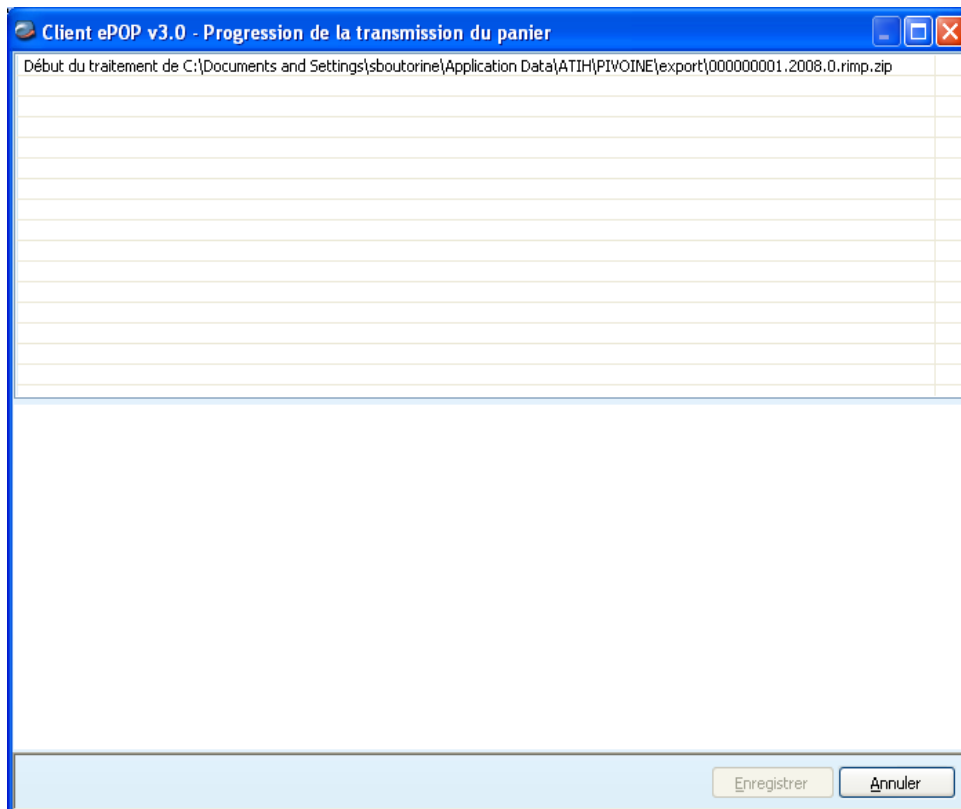 Client ePOP v3.0 - Progression de la transmission du panier
Début du traitement de C:\Documents and Settings\sboutorine\Application Data\ATIH\PIVOINE\export\000000001.2008.0.rimp.zip
Enregistrer
Annuler